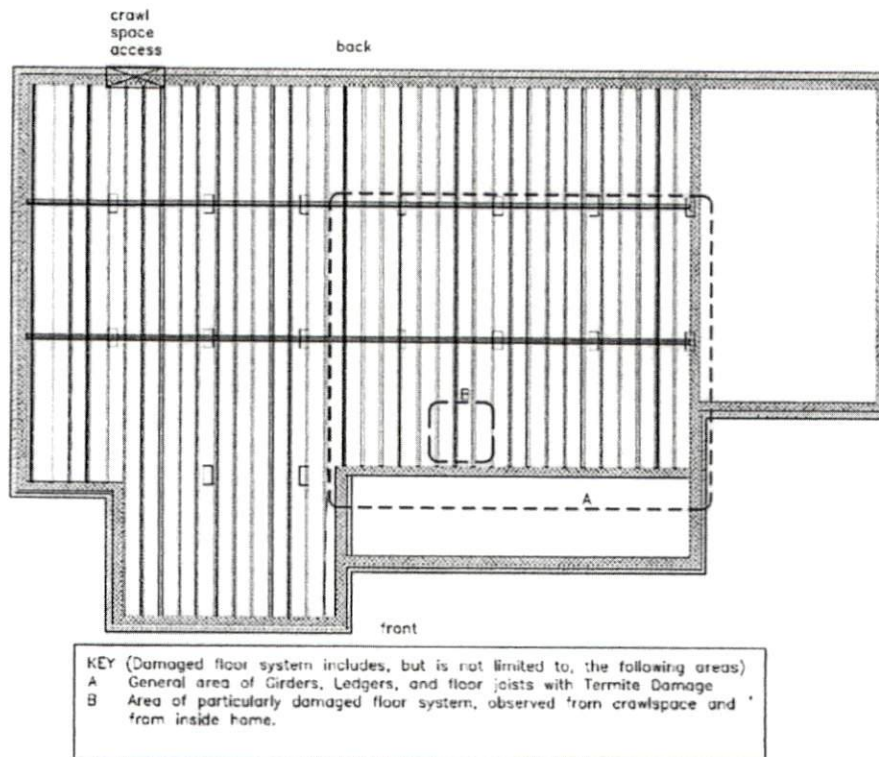 crawl
space
access
back
B
A
front
KEY (Damaged floor system includes, but is not limited to, the following areas)
A General area of Girders, Ledgers, and floor joists with Termite Damage
B Area of particularly damaged floor system, observed from crawlspace and
from inside home.